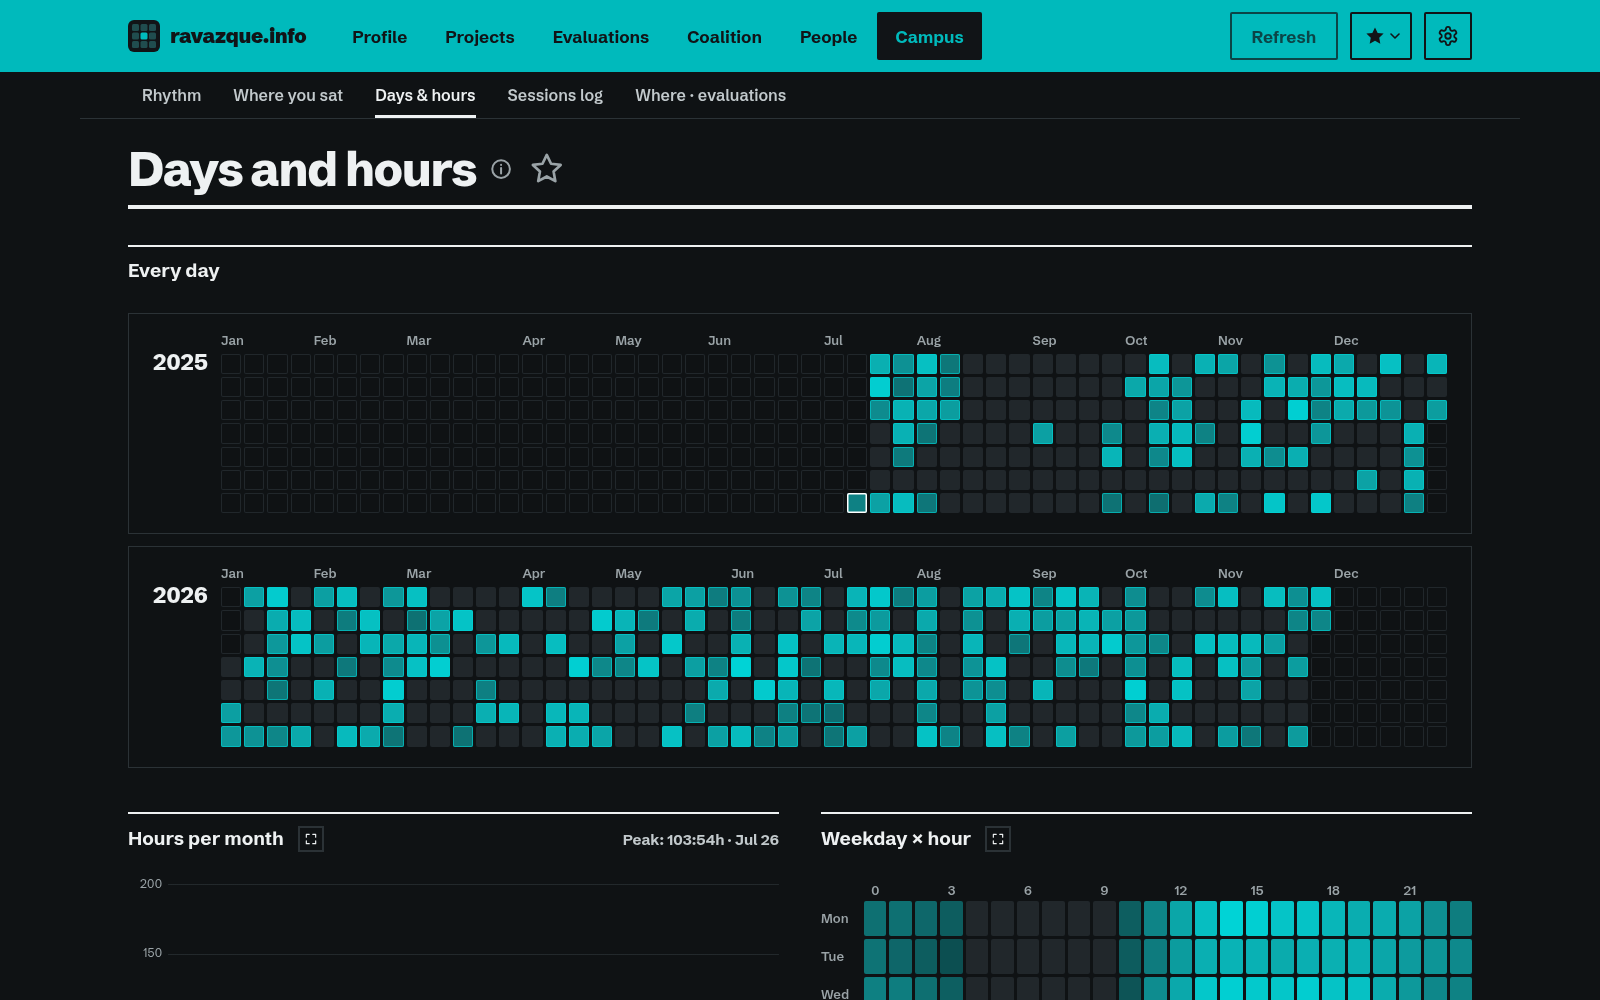 ravazque.info Profile Projects Evaluations Coalition People Campus Refresh
Rhythm Where you sat Days & hours Sessions log Where · evaluations
Days and hours
Every day
Jan Feb Mar Apr May Jun Jul Aug Sep Oct Nov Dec
2025
Jan Feb Mar Apr May Jun Jul Aug Sep Oct Nov Dec
2026
Hours per month Peak: 103:54h · Jul 26
200
150
Weekday × hour
0 3 6 9 12 15 18 21
Mon
Tue
Wed